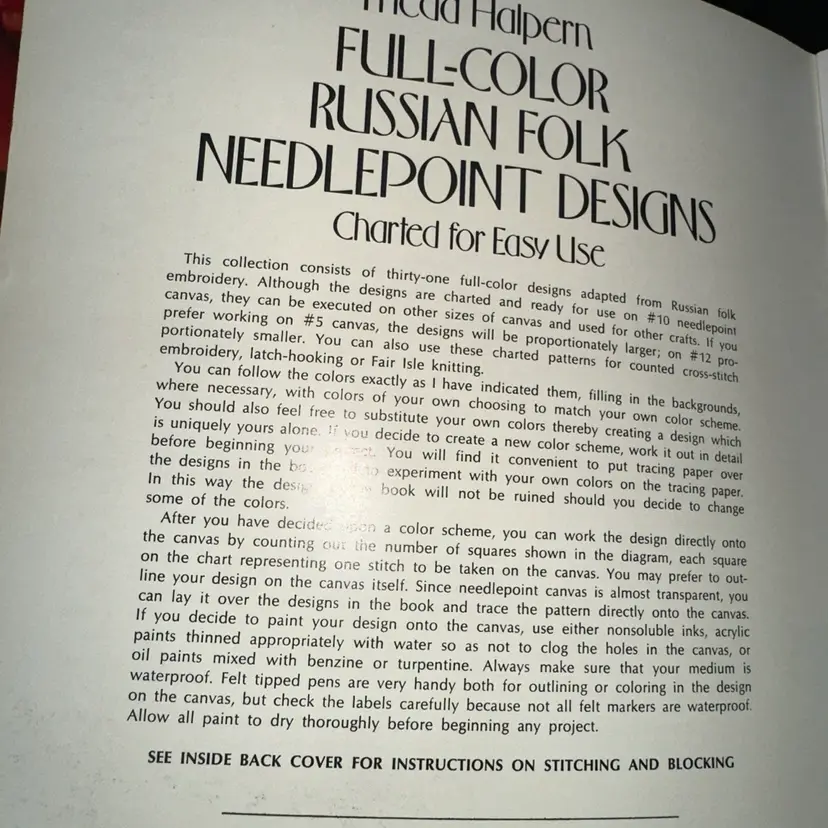 Halpern
FULL-COLOR
RUSSIAN FOLK
NEEDLEPOINT DESIGNS
Charted for Easy Use
This collection consists of thirty-one full-color designs adapted from Russian folk
embroidery. Although the designs are charted and ready for use on #10 needlepoint
canvas, they can be executed on other sizes of canvas and used for other crafts. If you
prefer working on #5 canvas, the designs will be proportionately larger; on #12 pro-
portionately smaller. You can also use these charted patterns for counted cross-stitch
embroidery, latch-hooking or Fair Isle knitting.
You can follow the colors exactly as I have indicated them, filling in the backgrounds,
where necessary, with colors of your own choosing to match your own color scheme.
You should also feel free to substitute your own colors thereby creating a design which
is uniquely yours alone. If you decide to create a new color scheme, work it out in detail
before beginning your You will find it convenient to put tracing paper over
the designs in the to experiment with your own colors on the tracing paper.
In this way the book will not be ruined should you decide to change
some of the colors.
After you have decided upon a color scheme, you can work the design directly onto
the canvas by counting out the number of squares shown in the diagram, each square
on the chart representing one stitch to be taken on the canvas. You may prefer to out-
line your design on the canvas itself. Since needlepoint canvas is almost transparent, you
can lay it over the designs in the book and trace the pattern directly onto the canvas.
If you decide to paint your design onto the canvas, use either nonsoluble inks, acrylic
paints thinned appropriately with water so as not to clog the holes in the canvas, or
oil paints mixed with benzine or turpentine. Always make sure that your medium is
waterproof. Felt tipped pens are very handy both for outlining or coloring in the design
on the canvas, but check the labels carefully because not all felt markers are waterproof.
Allow all paint to dry thoroughly before beginning any project.
SEE INSIDE BACK COVER FOR INSTRUCTIONS ON STITCHING AND BLOCKING